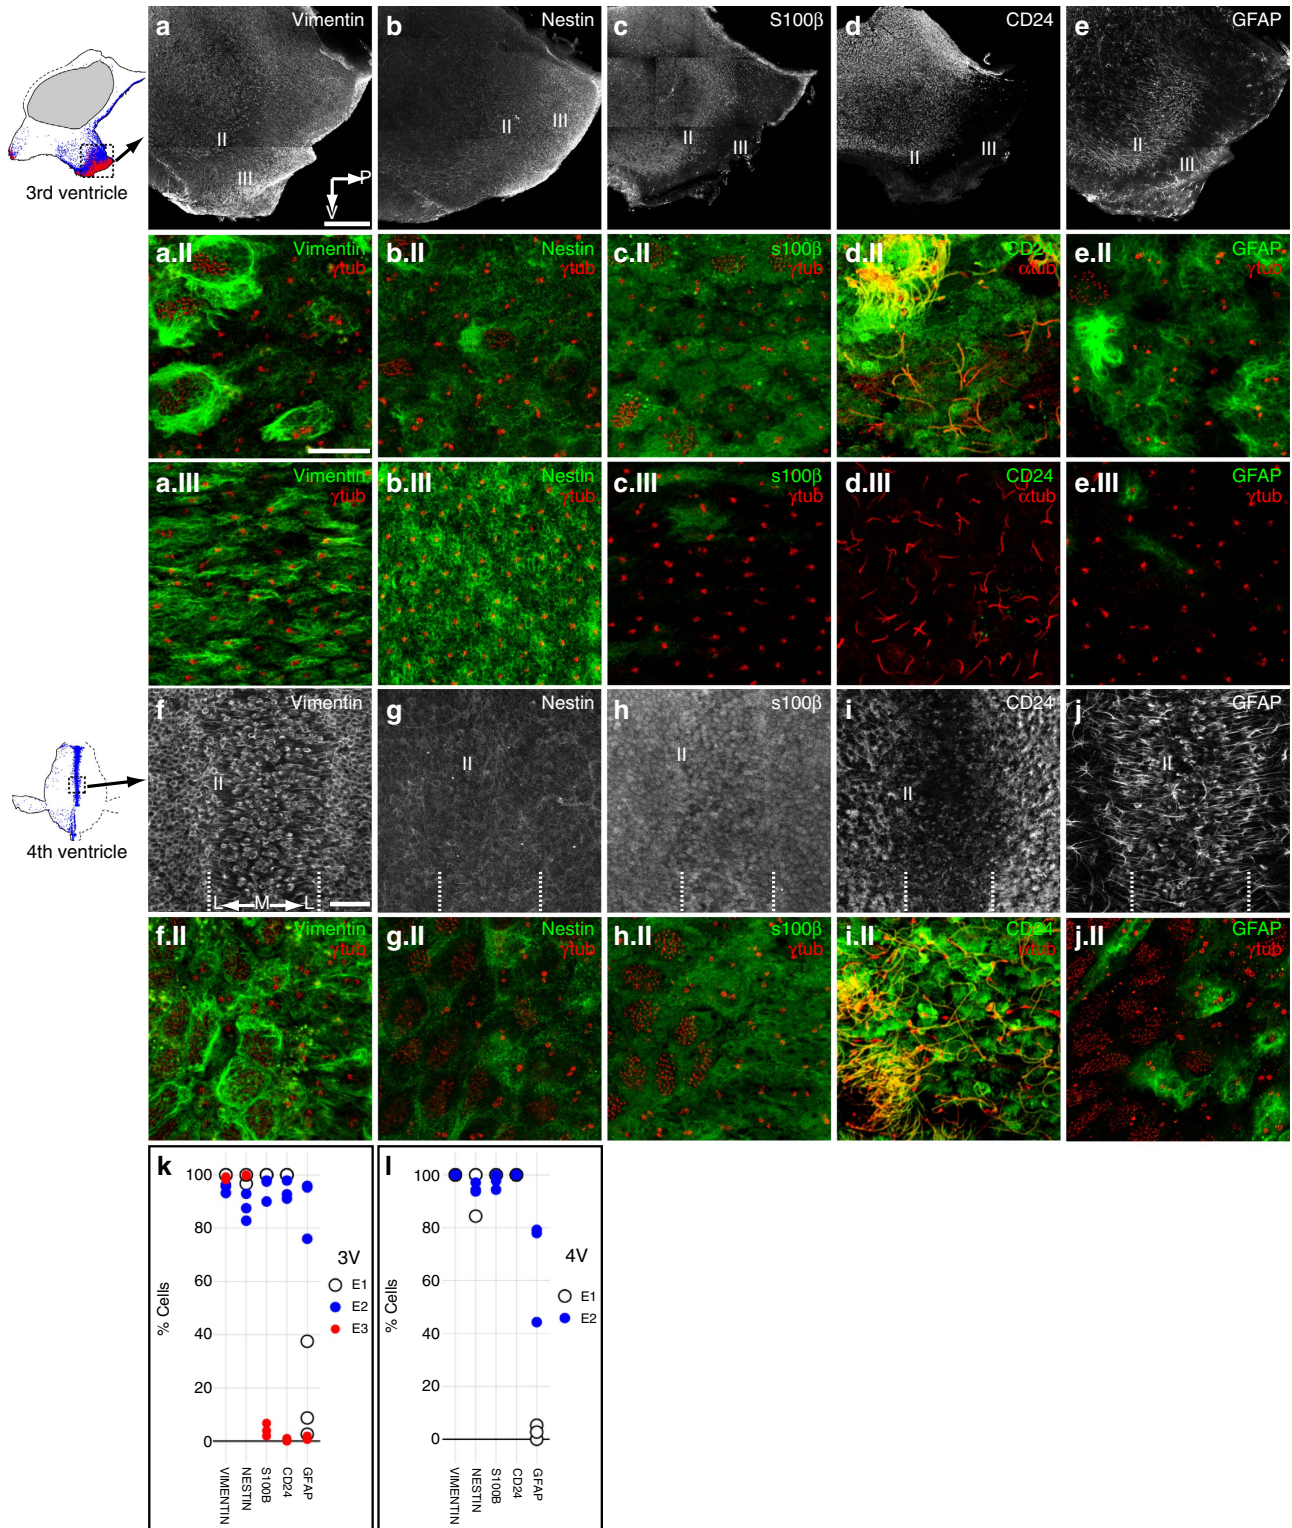 a Vimentin
II
III
P
V
b Nestin
II
III
c S100β
II
III
d CD24
II
III
e GFAP
II
III
3rd ventricle
a.II Vimentin
γtub
b.II Nestin
γtub
c.II s100β
γtub
d.II CD24
αtub
e.II GFAP
γtub
a.III Vimentin
γtub
b.III Nestin
γtub
c.III s100β
γtub
d.III CD24
αtub
e.III GFAP
γtub
f Vimentin
II
L M L
g Nestin
II
h s100β
II
i CD24
II
j GFAP
II
4th ventricle
f.II Vimentin
γtub
g.II Nestin
γtub
h.II s100β
γtub
i.II CD24
αtub
j.II GFAP
γtub
k
100
80
60
40
20
0
% Cells
3V
E1
E2
E3
VIMENTIN
NESTIN
S100B
CD24
GFAP
l
100
80
60
40
20
0
% Cells
4V
E1
E2
VIMENTIN
NESTIN
S100B
CD24
GFAP